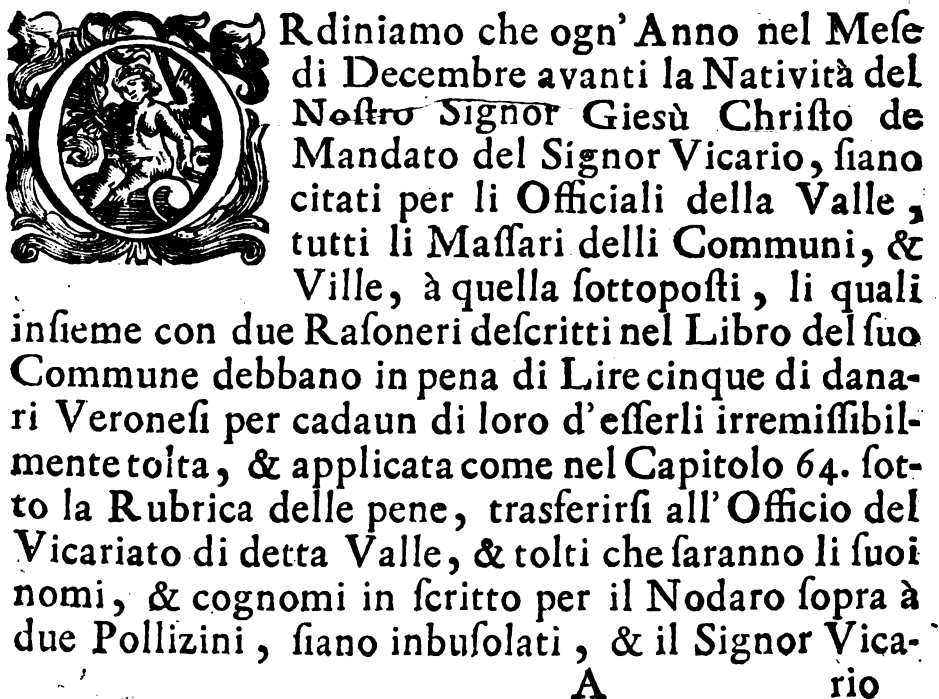 ORdiniamo che ogn' Anno nel Meſe
di Decembre avanti la Natività del
Noſtro Signor Gieſù Chriſto de
Mandato del Signor Vicario, ſiano
citati per li Officiali della Valle,
tutti li Maſſari delli Communi, &
Ville, à quella ſottopoſti, li quali
inſieme con due Raſoneri deſcritti nel Libro del ſuo
Commune debbano in pena di Lire cinque di dana-
ri Veroneſi per cadaun di loro d'eſſerli irremiſſibil-
mente tolta, & applicata come nel Capitolo 64. ſot-
to la Rubrica delle pene, trasferirſi all' Officio del
Vicariato di detta Valle, & tolti che ſaranno li ſuoi
nomi, & cognomi in ſcritto per il Nodaro ſopra à
due Pollizini, ſiano inbuſolati, & il Signor Vica-
A rio